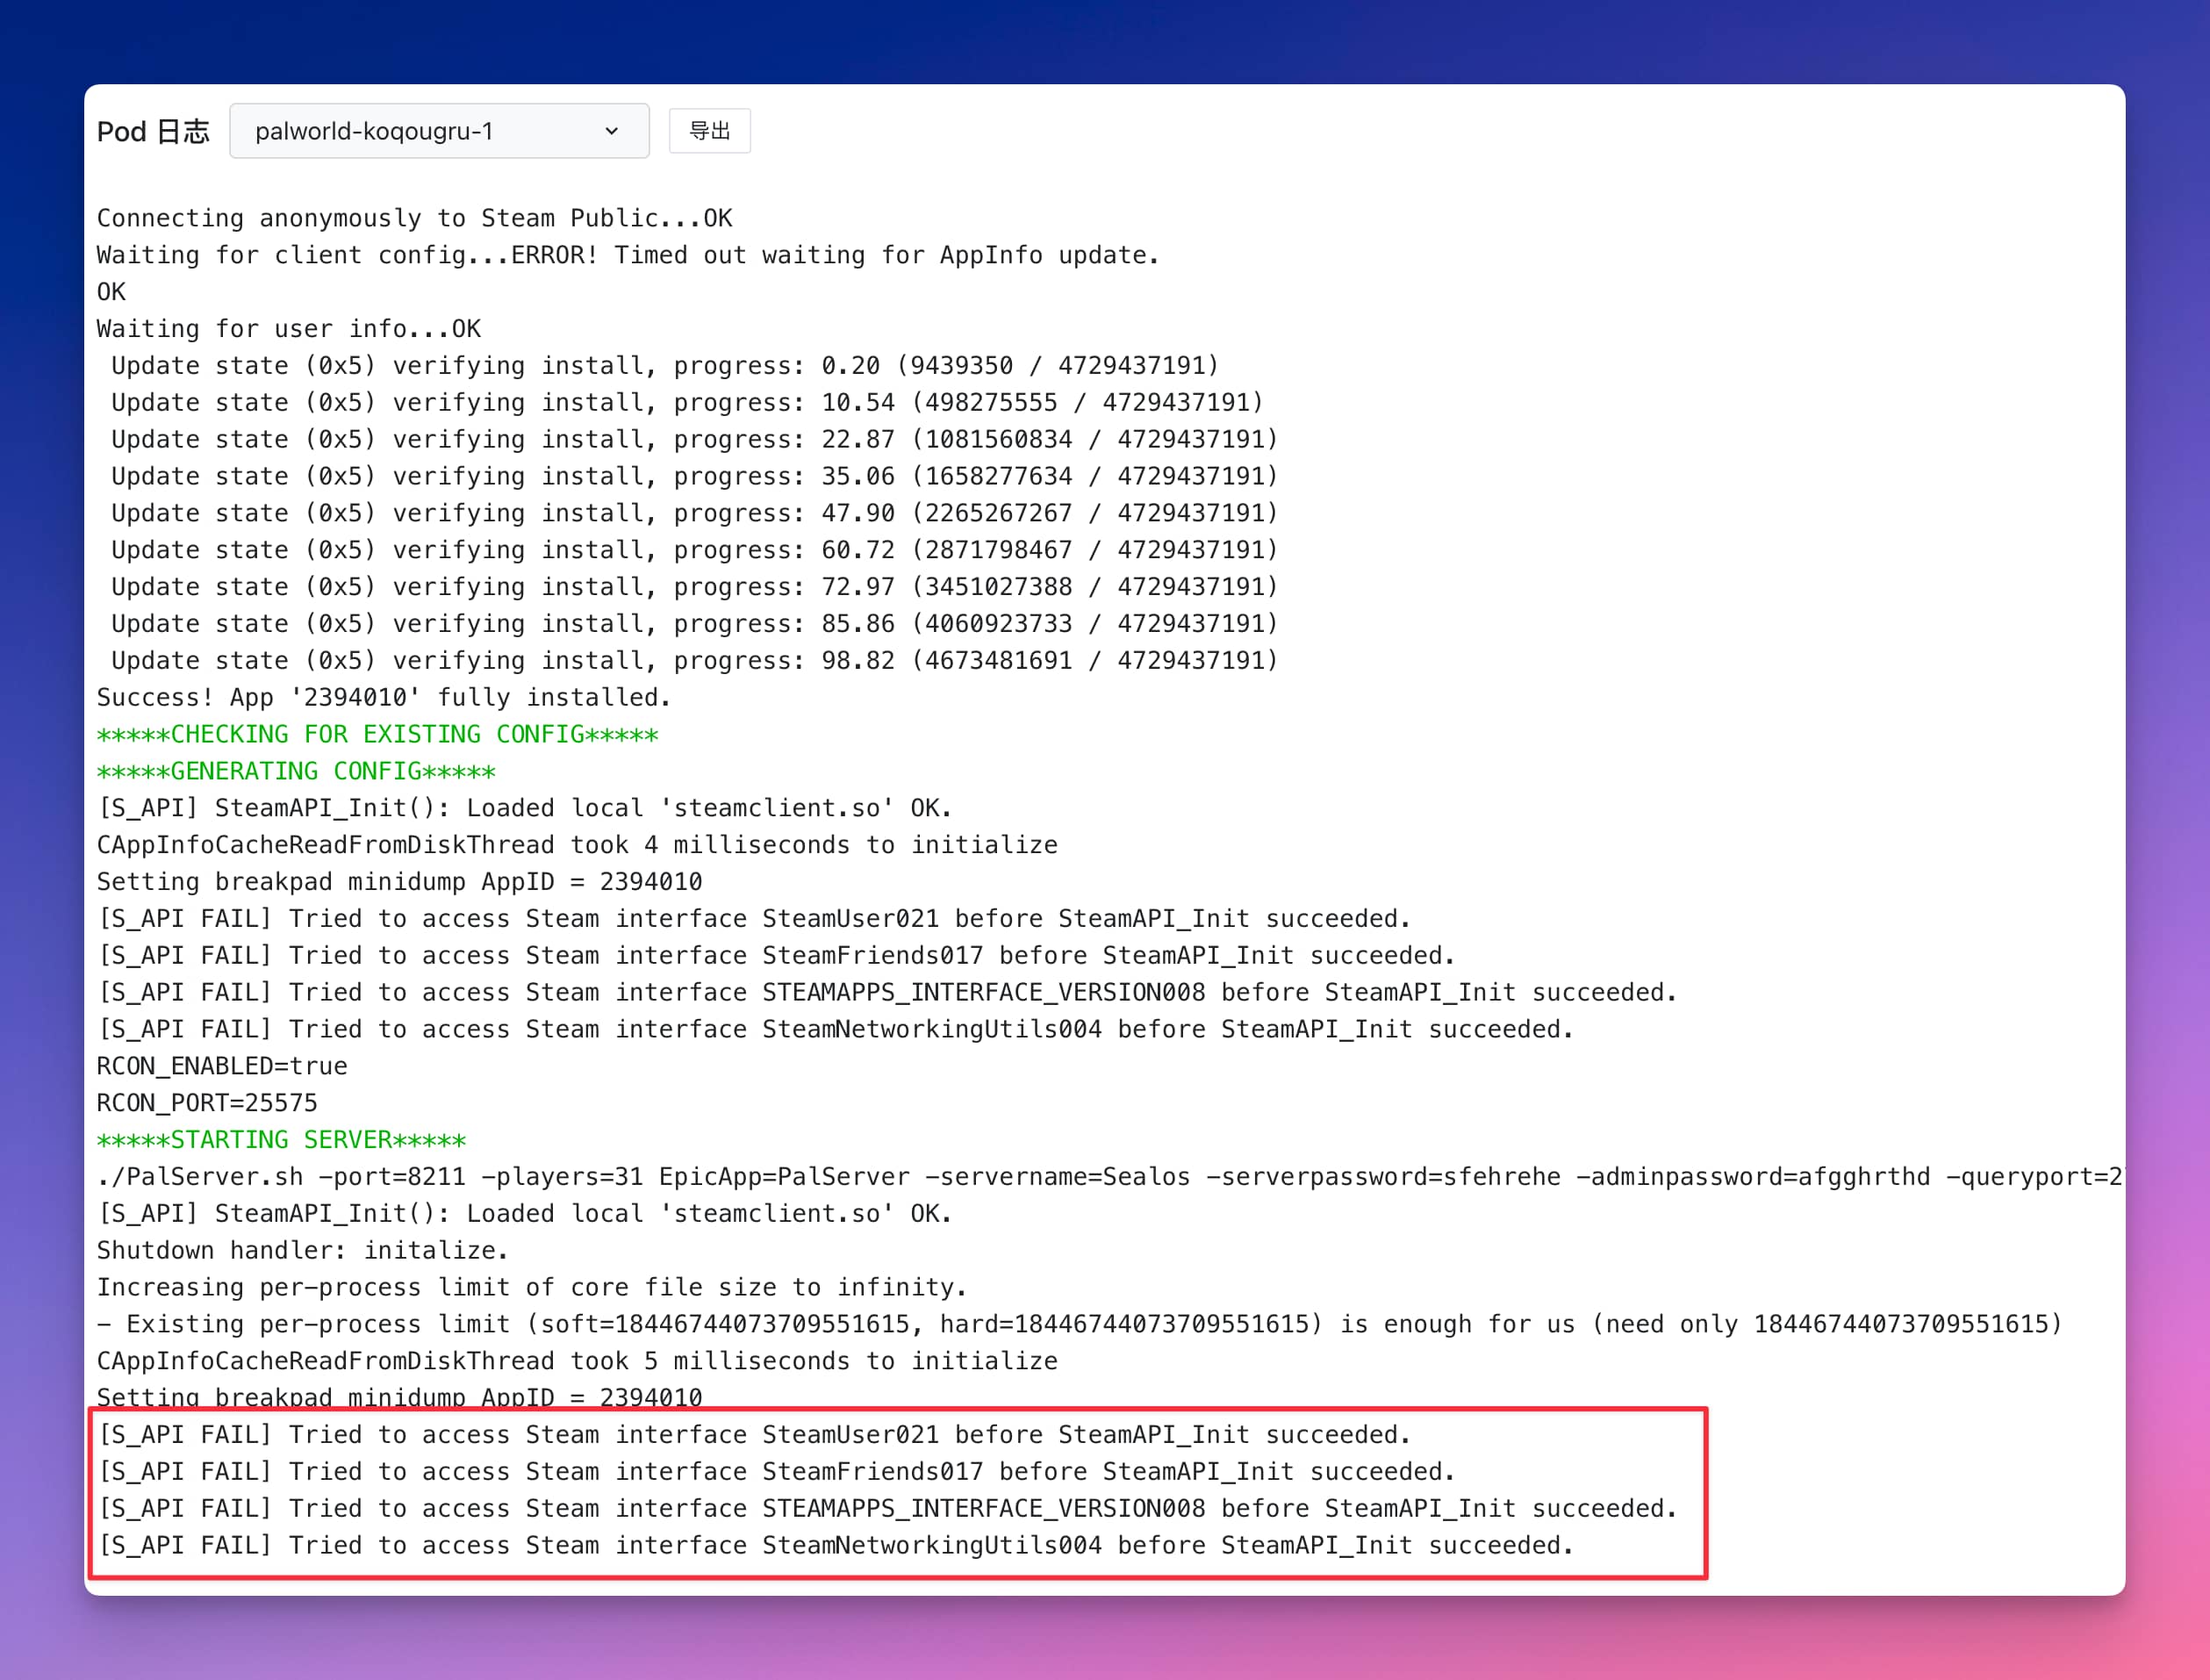 Pod 日志 palworld-koqougru-1 导出
Connecting anonymously to Steam Public...OK
Waiting for client config...ERROR! Timed out waiting for AppInfo update.
OK
Waiting for user info...OK
Update state (0x5) verifying install, progress: 0.20 (9439350 / 4729437191)
Update state (0x5) verifying install, progress: 10.54 (498275555 / 4729437191)
Update state (0x5) verifying install, progress: 22.87 (1081560834 / 4729437191)
Update state (0x5) verifying install, progress: 35.06 (1658277634 / 4729437191)
Update state (0x5) verifying install, progress: 47.90 (2265267267 / 4729437191)
Update state (0x5) verifying install, progress: 60.72 (2871798467 / 4729437191)
Update state (0x5) verifying install, progress: 72.97 (3451027388 / 4729437191)
Update state (0x5) verifying install, progress: 85.86 (4060923733 / 4729437191)
Update state (0x5) verifying install, progress: 98.82 (4673481691 / 4729437191)
Success! App '2394010' fully installed.
*****CHECKING FOR EXISTING CONFIG*****
*****GENERATING CONFIG*****
[S_API] SteamAPI_Init(): Loaded local 'steamclient.so' OK.
CAppInfoCacheReadFromDiskThread took 4 milliseconds to initialize
Setting breakpad minidump AppID = 2394010
[S_API FAIL] Tried to access Steam interface SteamUser021 before SteamAPI_Init succeeded.
[S_API FAIL] Tried to access Steam interface SteamFriends017 before SteamAPI_Init succeeded.
[S_API FAIL] Tried to access Steam interface STEAMAPPS_INTERFACE_VERSION008 before SteamAPI_Init succeeded.
[S_API FAIL] Tried to access Steam interface SteamNetworkingUtils004 before SteamAPI_Init succeeded.
RCON_ENABLED=true
RCON_PORT=25575
*****STARTING SERVER*****
./PalServer.sh -port=8211 -players=31 EpicApp=PalServer -servername=Sealos -serverpassword=sfehrehe -adminpassword=afgghrthd -queryport=2
[S_API] SteamAPI_Init(): Loaded local 'steamclient.so' OK.
Shutdown handler: initalize.
Increasing per-process limit of core file size to infinity.
- Existing per-process limit (soft=18446744073709551615, hard=18446744073709551615) is enough for us (need only 18446744073709551615)
CAppInfoCacheReadFromDiskThread took 5 milliseconds to initialize
Setting breakpad minidump AppID = 2394010
[S_API FAIL] Tried to access Steam interface SteamUser021 before SteamAPI_Init succeeded.
[S_API FAIL] Tried to access Steam interface SteamFriends017 before SteamAPI_Init succeeded.
[S_API FAIL] Tried to access Steam interface STEAMAPPS_INTERFACE_VERSION008 before SteamAPI_Init succeeded.
[S_API FAIL] Tried to access Steam interface SteamNetworkingUtils004 before SteamAPI_Init succeeded.